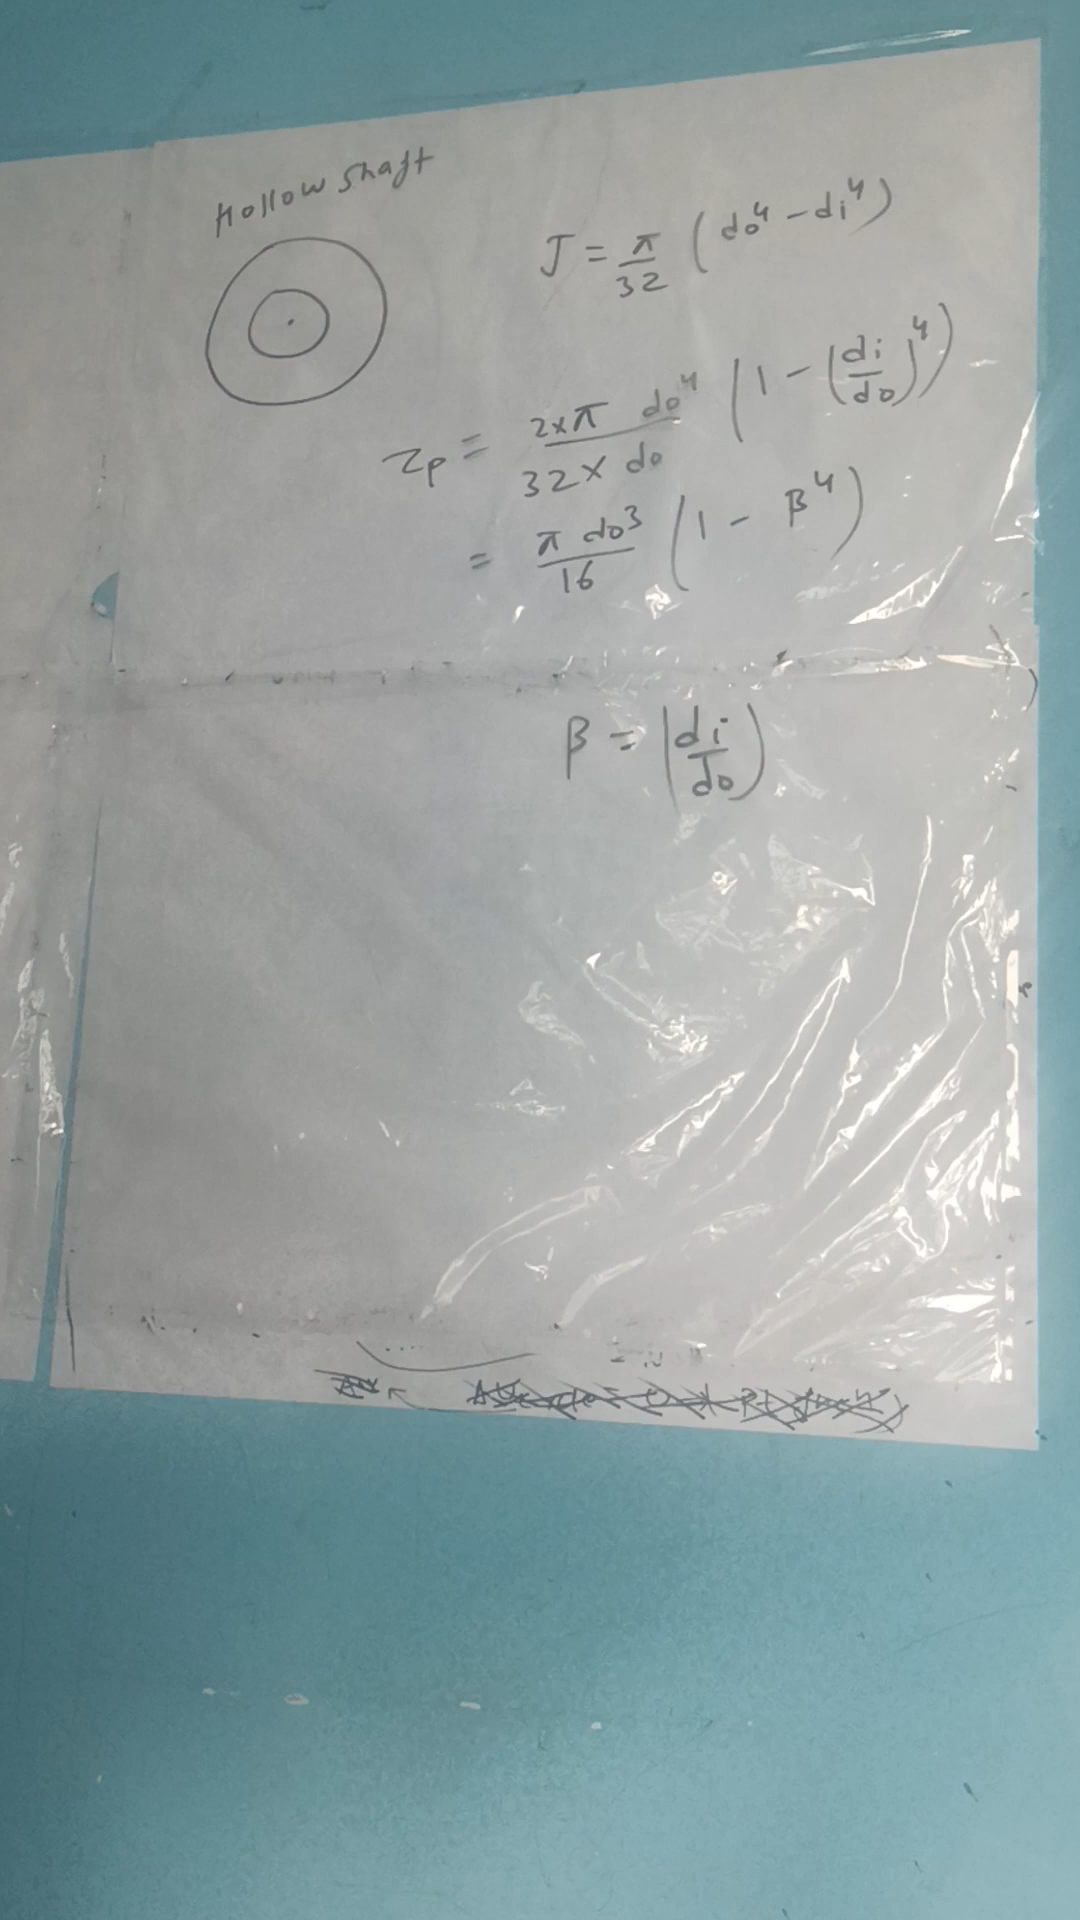 Hollow shaft
J = π/32 (do⁴ - di⁴)
Zp = 2×π do⁴/32× do (1 - (di/do)⁴)
= π do³/16 (1 - β⁴)
β = (di/do)